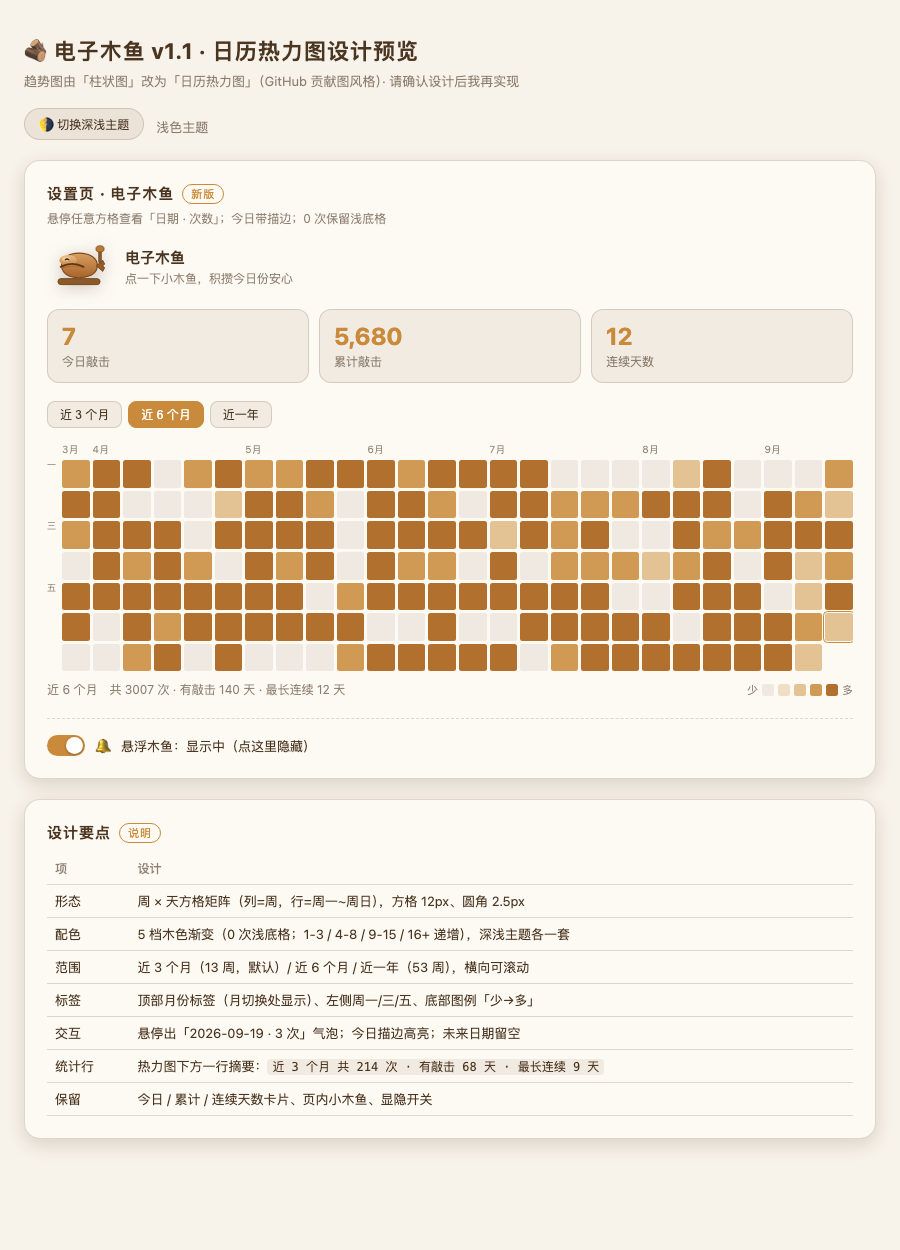 电子木鱼 v1.1 · 日历热力图设计预览
趋势图由「柱状图」改为「日历热力图」(GitHub 贡献图风格) · 请确认设计后我再实现
切换深浅主题 浅色主题
设置页 · 电子木鱼 新版
悬停任意方格查看「日期 · 次数」；今日带描边；0 次保留浅底格
电子木鱼
点一下小木鱼，积攒今日份安心
7 5,680 12
今日敲击 累计敲击 连续天数
近 3 个月 近 6 个月 近一年
3月 4月 5月 6月 7月 8月 9月
一
三
五
近 6 个月 共 3007 次 · 有敲击 140 天 · 最长连续 12 天 少 多
悬浮木鱼：显示中（点这里隐藏）
设计要点 说明
项 设计
形态 周 × 天方格矩阵（列=周，行=周一~周日），方格 12px、圆角 2.5px
配色 5 档木色渐变（0 次浅底格；1-3 / 4-8 / 9-15 / 16+ 递增），深浅主题各一套
范围 近 3 个月（13 周，默认）/ 近 6 个月 / 近一年（53 周），横向可滚动
标签 顶部月份标签（月切换处显示）、左侧周一/三/五、底部图例「少→多」
交互 悬停出「2026-09-19 · 3 次」气泡；今日描边高亮；未来日期留空
统计行 热力图下方一行摘要：近 3 个月 共 214 次 · 有敲击 68 天 · 最长连续 9 天
保留 今日 / 累计 / 连续天数卡片、页内小木鱼、显隐开关